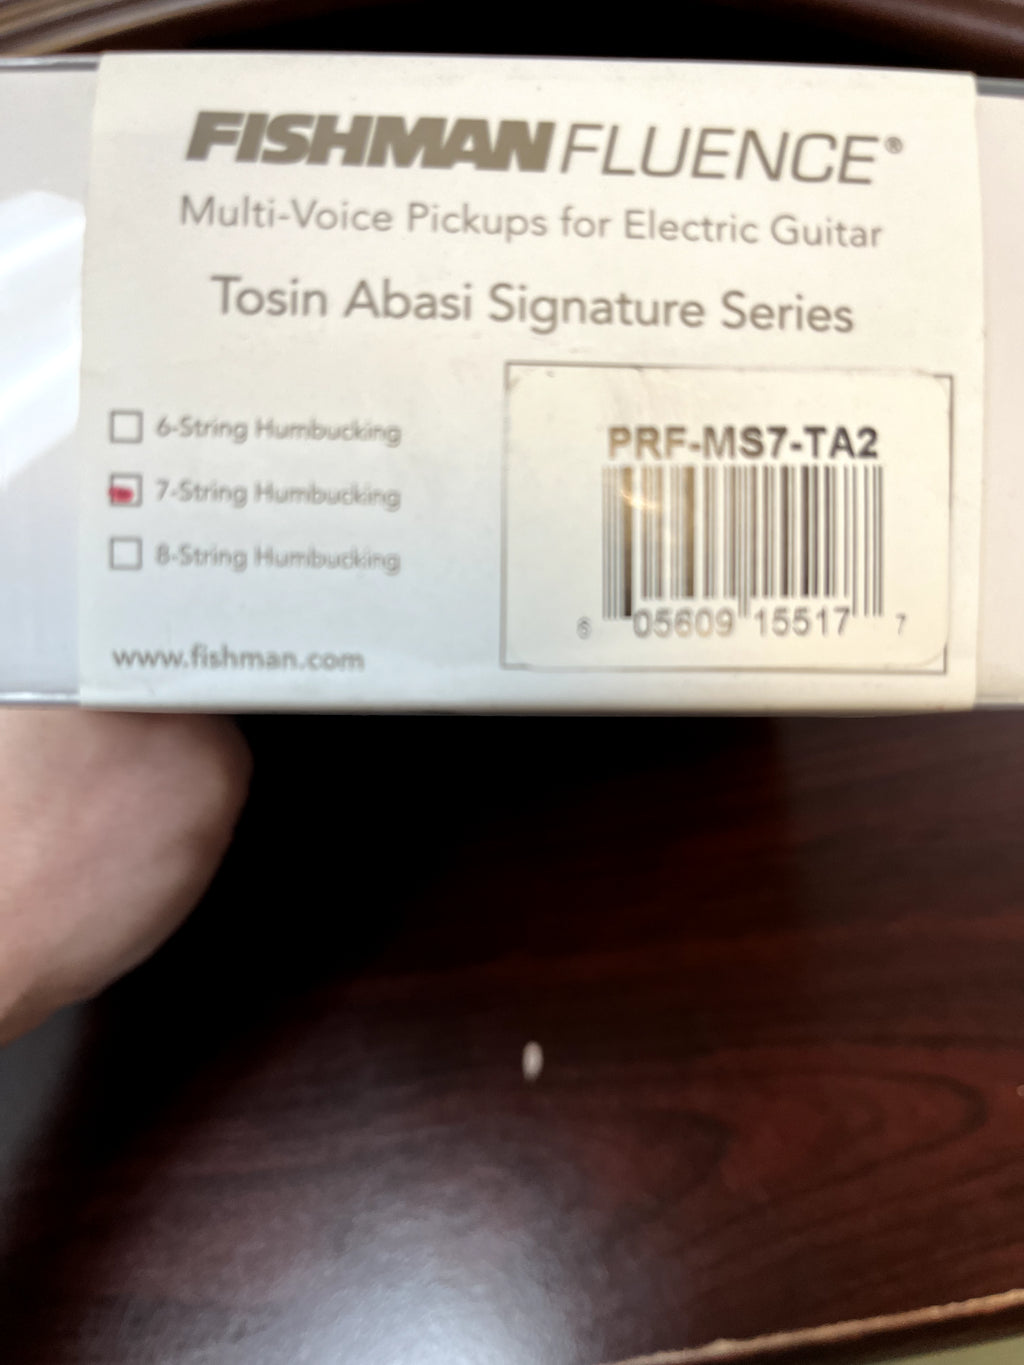 FISHMAN FLUENCE®
Multi-Voice Pickups for Electric Guitar
Tosin Abasi Signature Series
6-String Humbucking
7-String Humbucking
8-String Humbucking
www.fishman.com
PRF-MS7-TA2
6 05609 15517 7